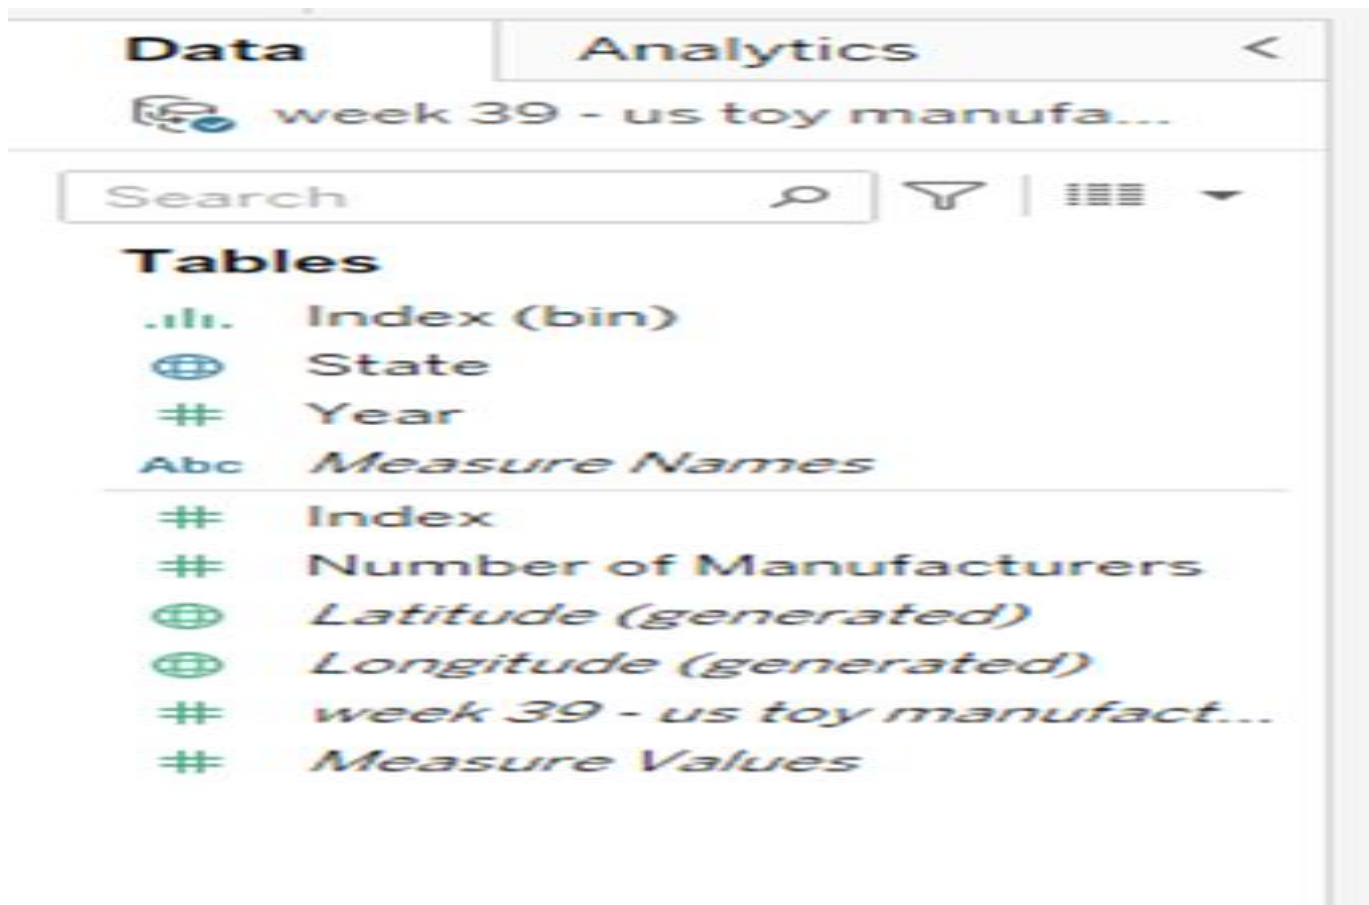 Data Analytics <
week 39 - us toy manufa...
Search
Tables
Index (bin)
State
# Year
Abc Measure Names
# Index
# Number of Manufacturers
Latitude (generated)
Longitude (generated)
# week 39 - us toy manufact...
# Measure Values